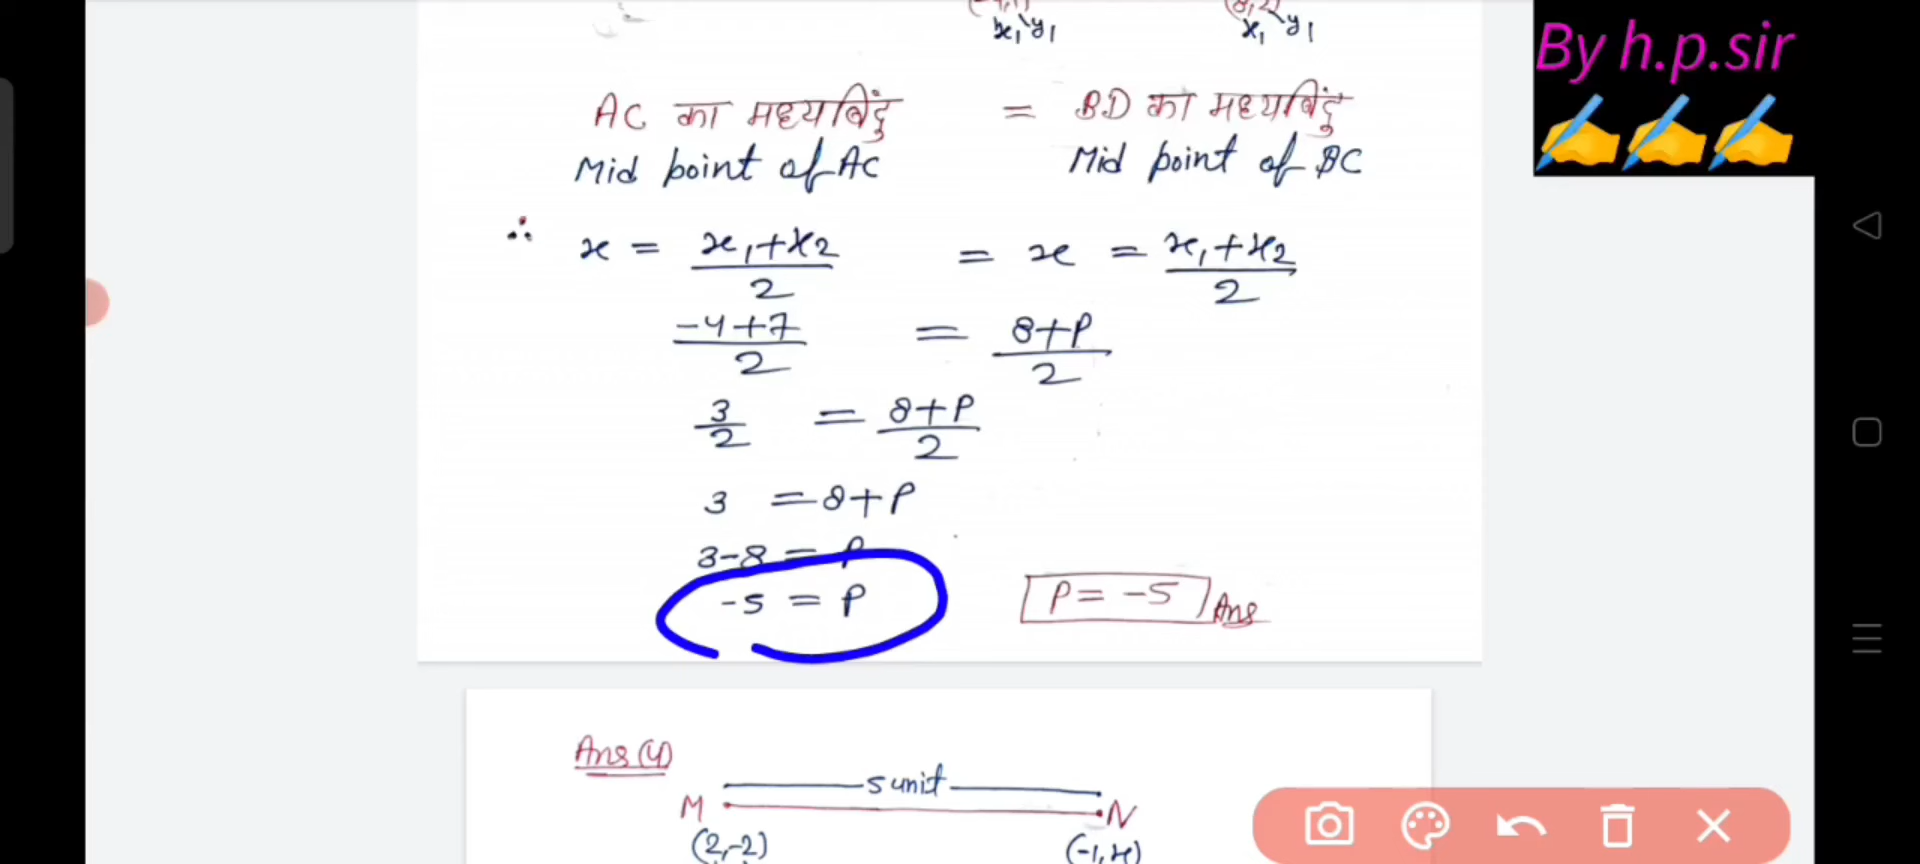 By h.p.sir
x₁, y₁ x₁, y₁
AC का मध्यबिंदु = BD का मध्यबिंदु
Mid point of AC Mid point of BC
∴ x = x₁+x₂/2 = x = x₁+x₂/2
-4+7/2 = 8+P/2
3/2 = 8+P/2
3 = 8+P
3-8 = P
-5 = P P = -5 Ans
Ans (4)
5 unit
M N
(2,-2) (-1,x)